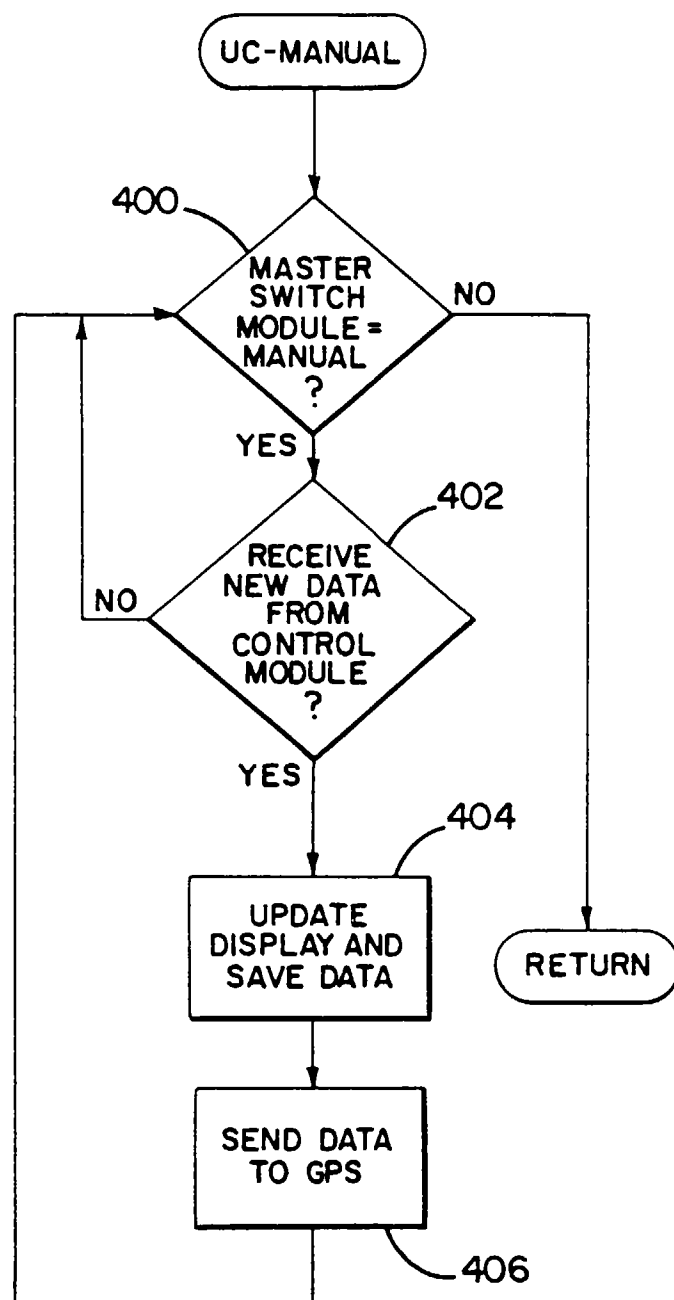 UC-MANUAL
400
MASTER
SWITCH
MODULE=
MANUAL
?
NO
YES
402
RECEIVE
NEW DATA
FROM
CONTROL
MODULE
?
NO
YES
404
UPDATE
DISPLAY AND
SAVE DATA
RETURN
SEND DATA
TO GPS
406